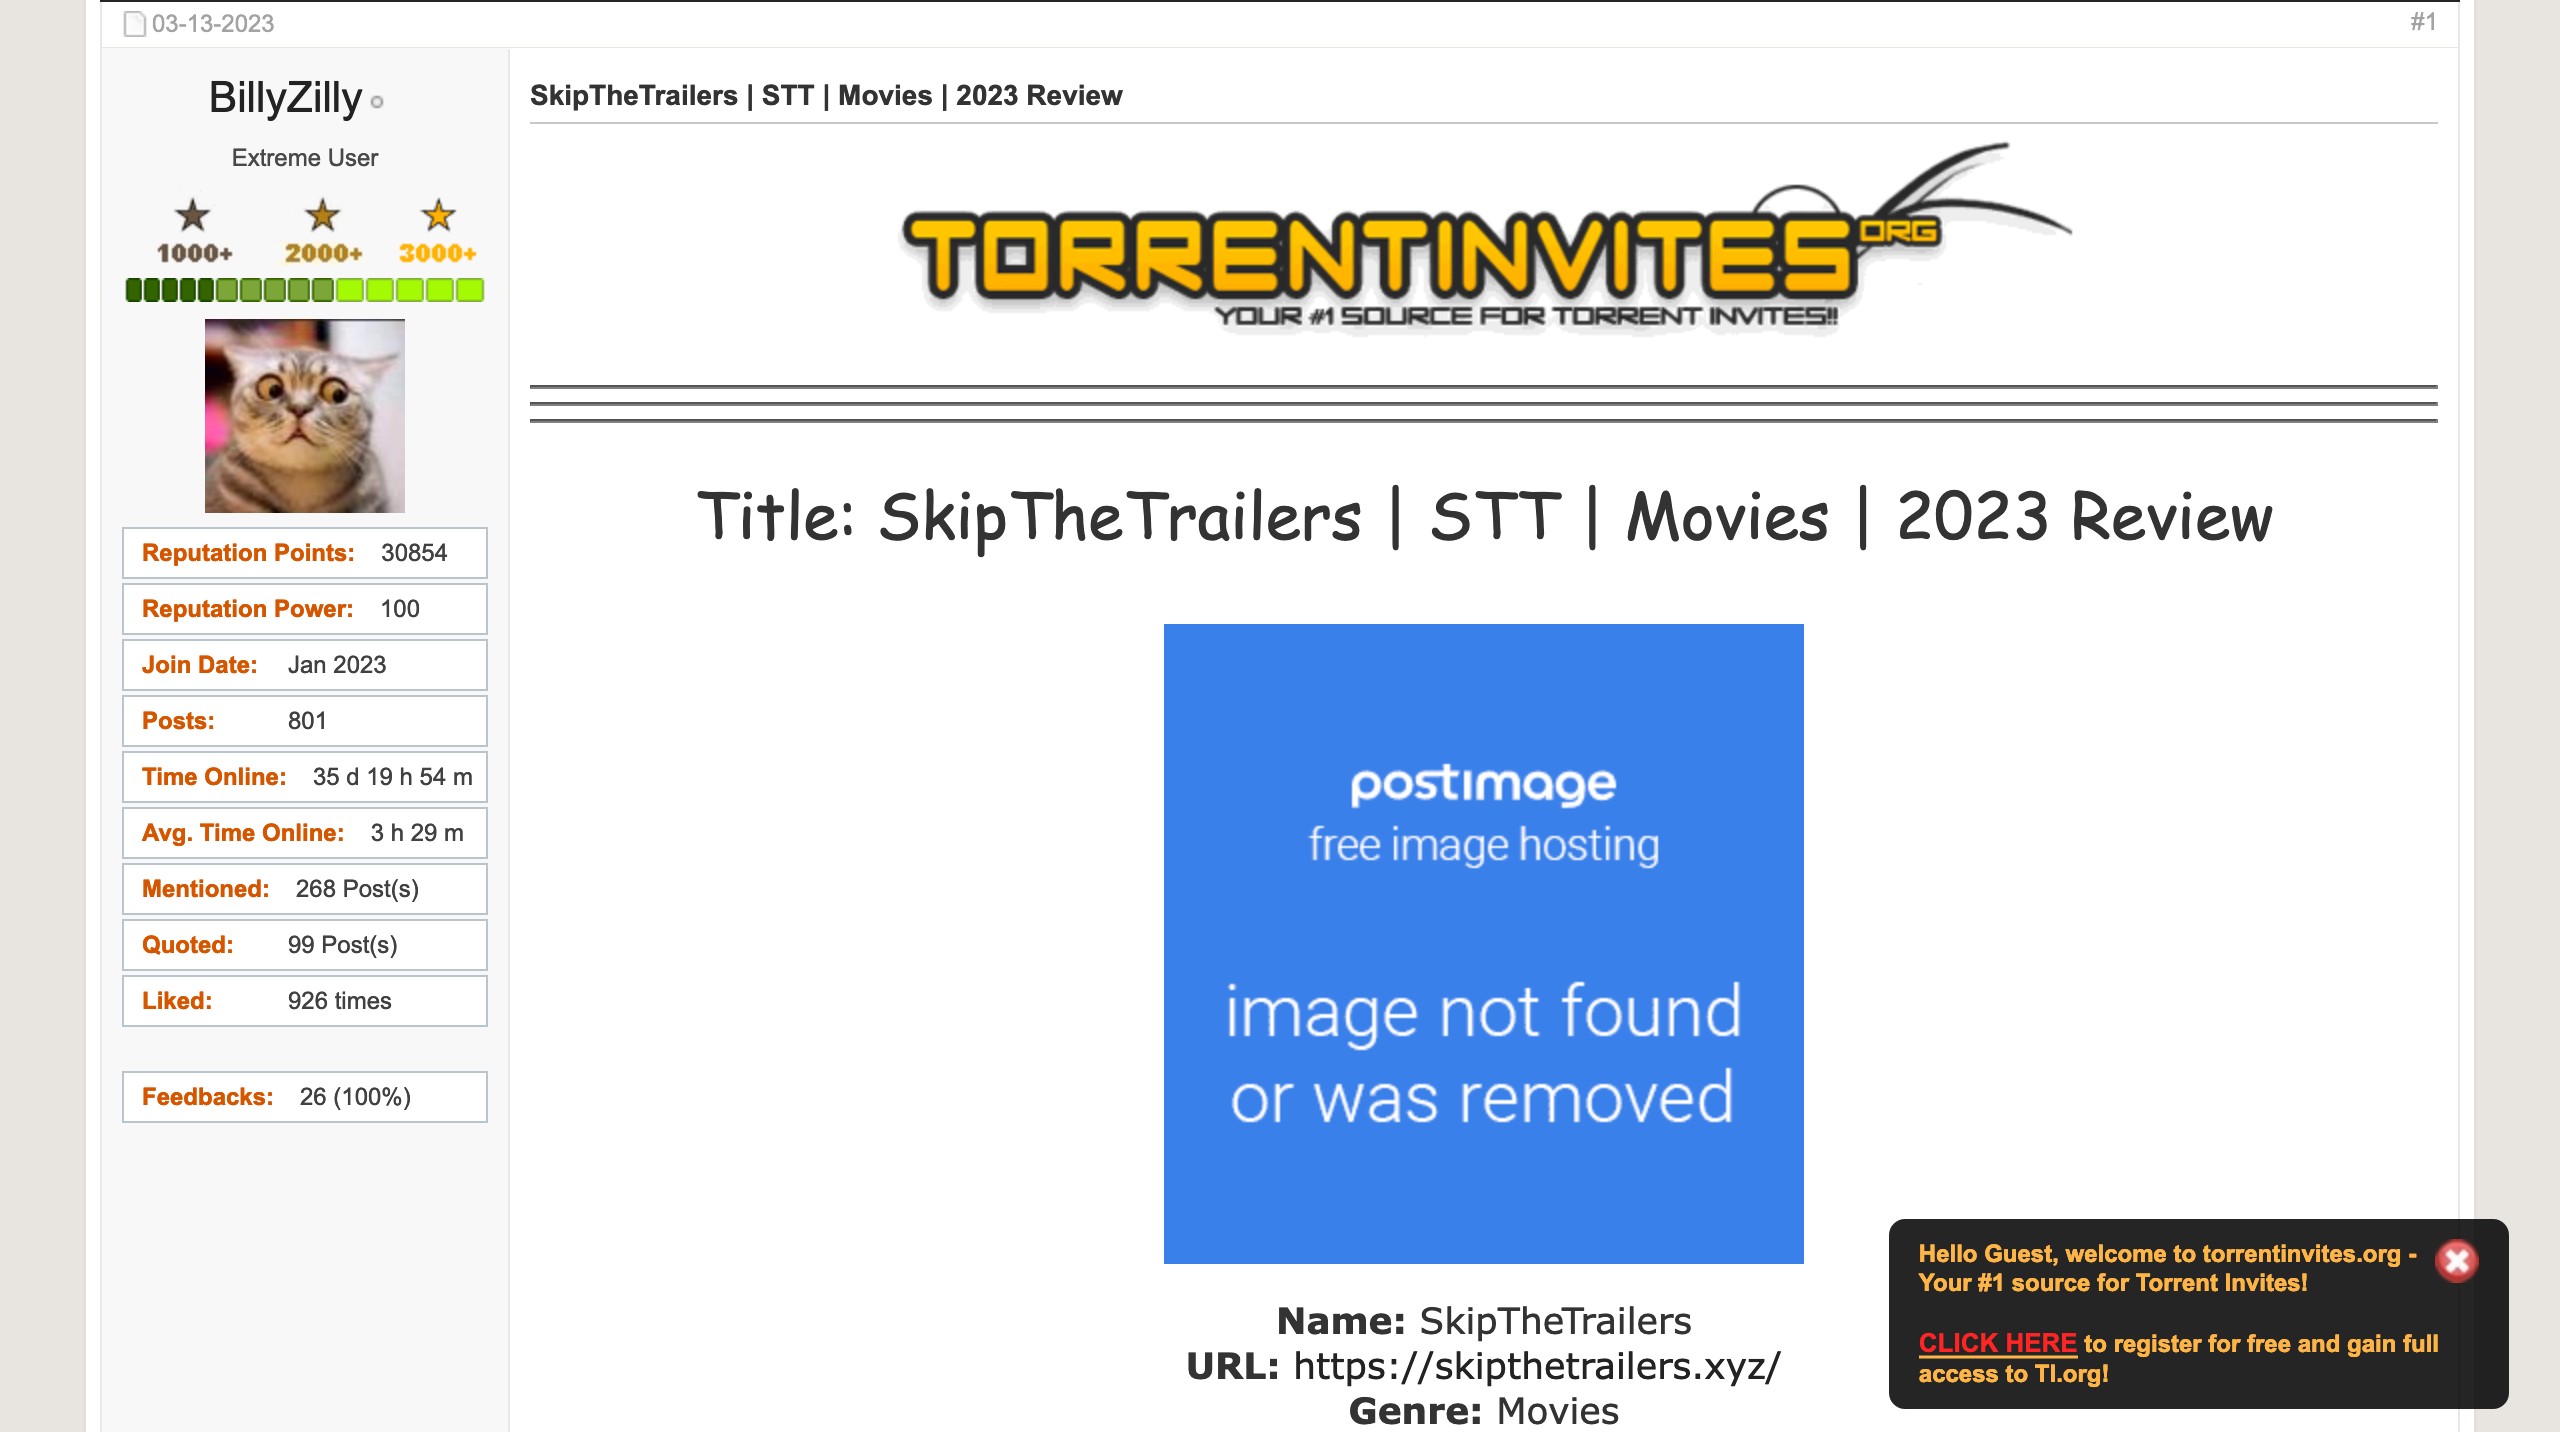 03-13-2023
#1
BillyZilly
Extreme User
1000+ 2000+ 3000+
Reputation Points: 30854
Reputation Power: 100
Join Date: Jan 2023
Posts: 801
Time Online: 35 d 19 h 54 m
Avg. Time Online: 3 h 29 m
Mentioned: 268 Post(s)
Quoted: 99 Post(s)
Liked: 926 times
Feedbacks: 26 (100%)
SkipTheTrailers | STT | Movies | 2023 Review
TORRENTINVITES ORG
YOUR #1 SOURCE FOR TORRENT INVITES!!
Title: SkipTheTrailers | STT | Movies | 2023 Review
postimage
free image hosting
image not found
or was removed
Name: SkipTheTrailers
URL: https://skipthetrailers.xyz/
Genre: Movies
Hello Guest, welcome to torrentinvites.org -
Your #1 source for Torrent Invites!
CLICK HERE to register for free and gain full
access to TI.org!